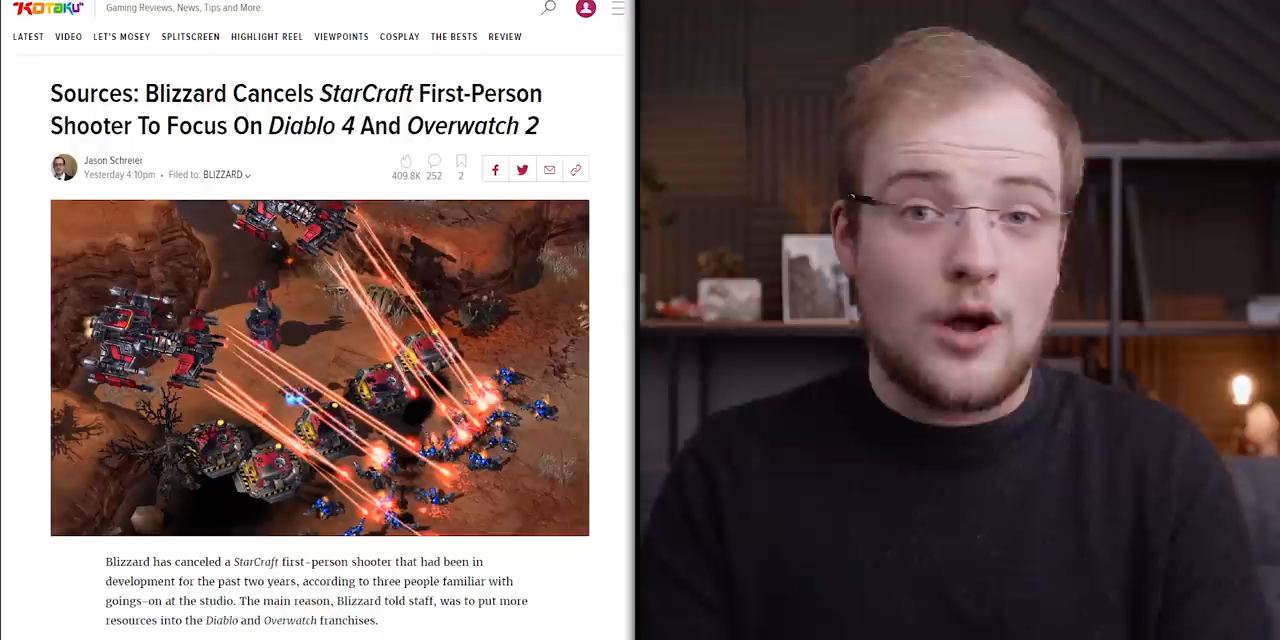 KOTAKU
Gaming Reviews, News, Tips and More.
LATEST VIDEO LET'S MOSEY SPLITSCREEN HIGHLIGHT REEL VIEWPOINTS COSPLAY THE BESTS REVIEW
Sources: Blizzard Cancels StarCraft First-Person
Shooter To Focus On Diablo 4 And Overwatch 2
Jason Schreier
Yesterday 4:10pm • Filed to: BLIZZARD
409.8K 252 2
Blizzard has canceled a StarCraft first-person shooter that had been in
development for the past two years, according to three people familiar with
goings-on at the studio. The main reason, Blizzard told staff, was to put more
resources into the Diablo and Overwatch franchises.